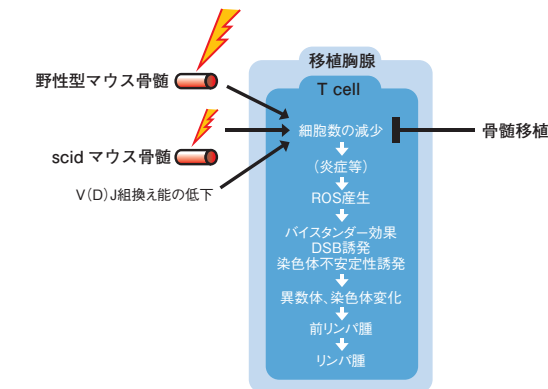 移植胸腺
T cell
野性型マウス骨髄
細胞数の減少
骨髄移植
scid マウス骨髄
(炎症等)
V(D)J組換え能の低下
ROS産生
バイスタンダー効果
DSB誘発
染色体不安定性誘発
異数体、染色体変化
前リンパ腫
リンパ腫